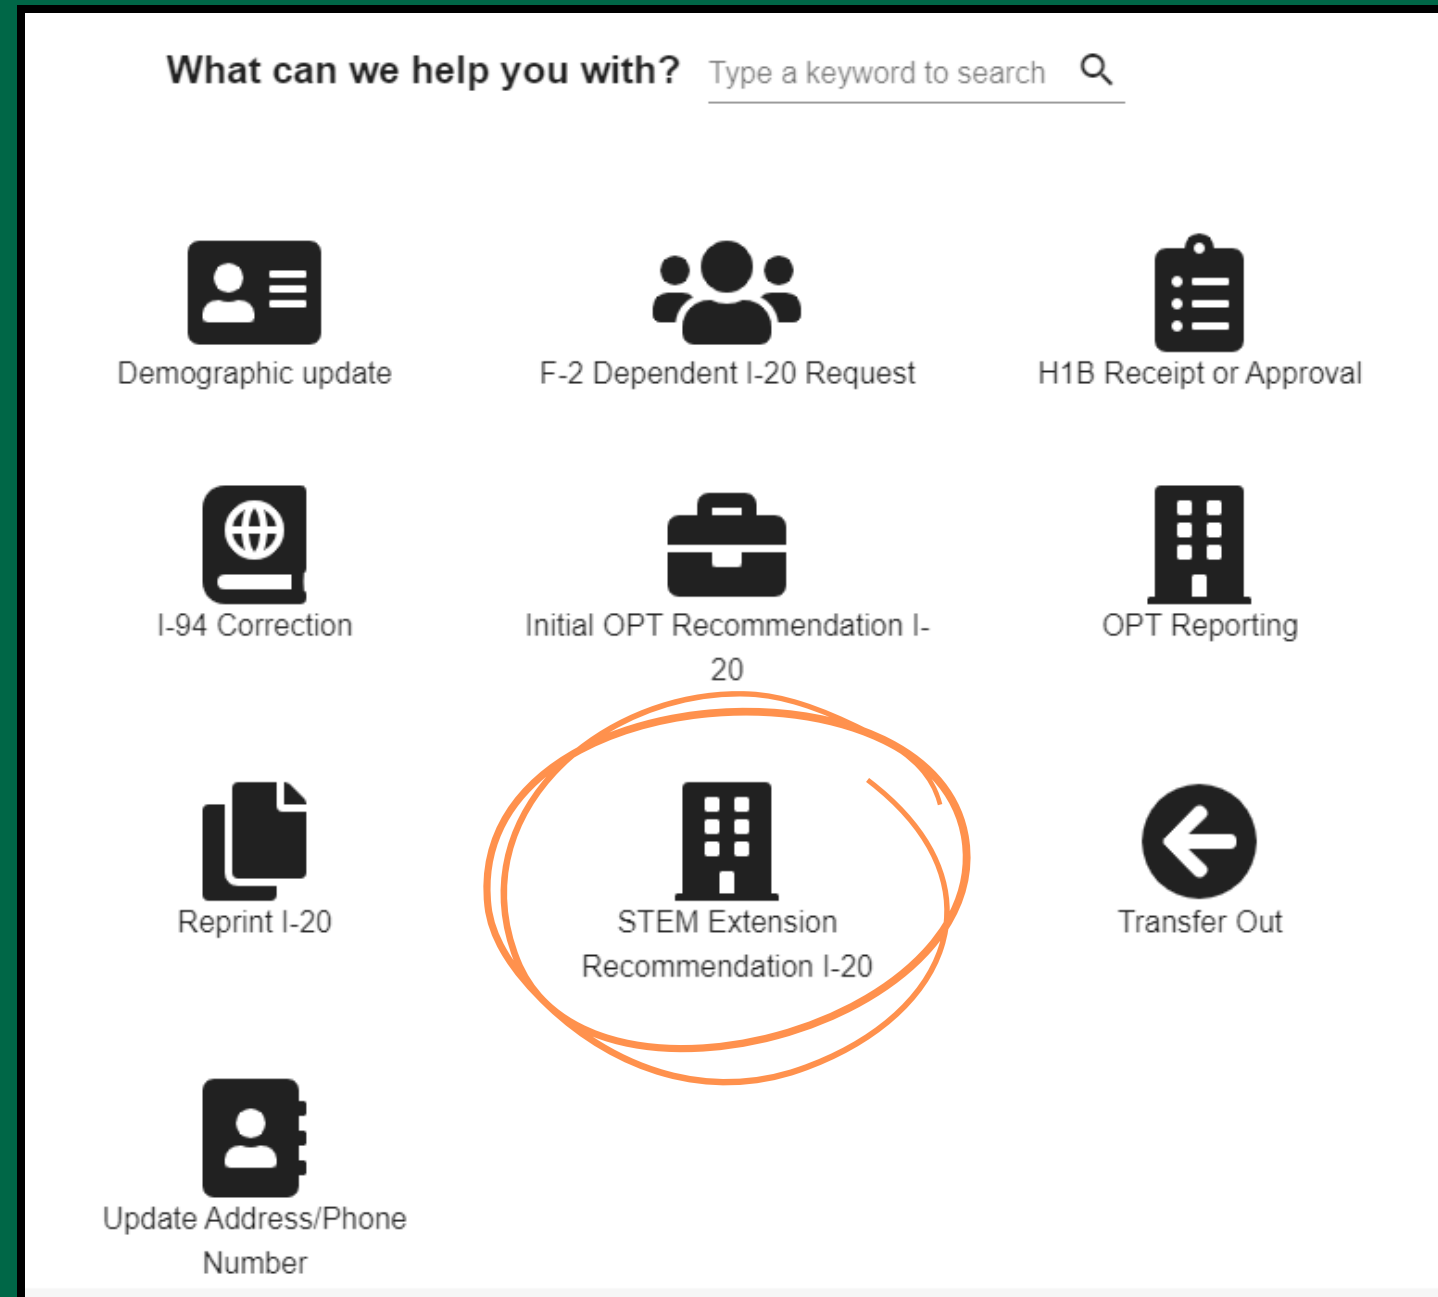 What can we help you with? Type a keyword to search
Demographic update
F-2 Dependent I-20 Request
H1B Receipt or Approval
I-94 Correction
Initial OPT Recommendation I-
20
OPT Reporting
Reprint I-20
STEM Extension
Recommendation I-20
Transfer Out
Update Address/Phone
Number